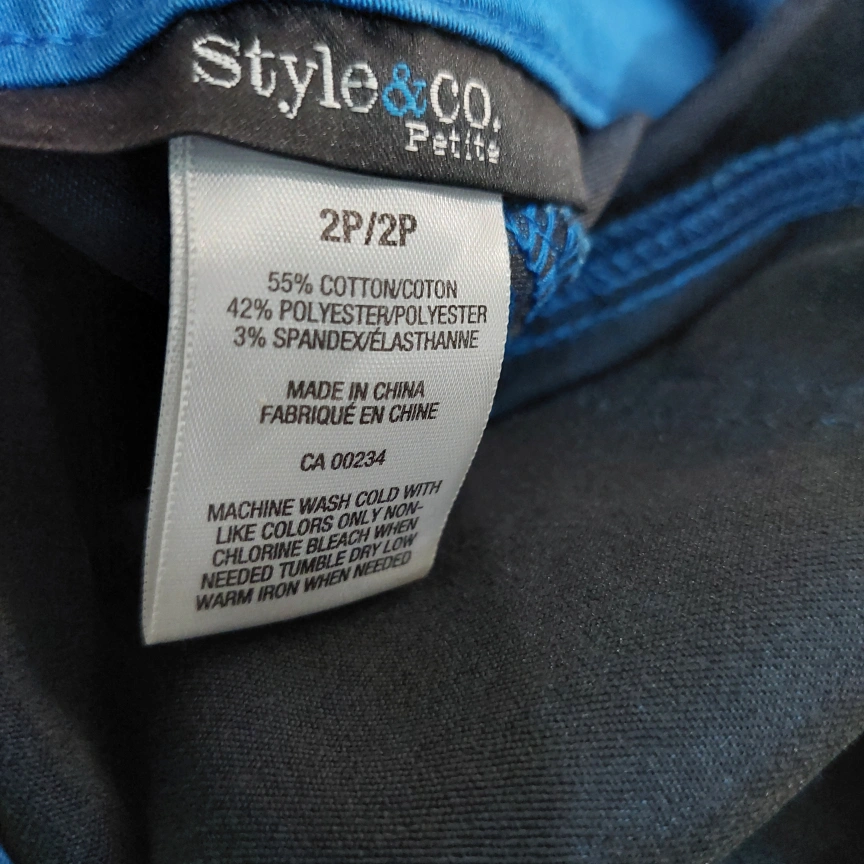 Style&CO.
Petite
2P/2P
55% COTTON/COTON
42% POLYESTER/POLYESTER
3% SPANDEX/ÉLASTHANNE
MADE IN CHINA
FABRIQUÉ EN CHINE
CA 00234
MACHINE WASH COLD WITH
LIKE COLORS ONLY NON-
CHLORINE BLEACH WHEN
NEEDED TUMBLE DRY LOW
WARM IRON WHEN NEEDED